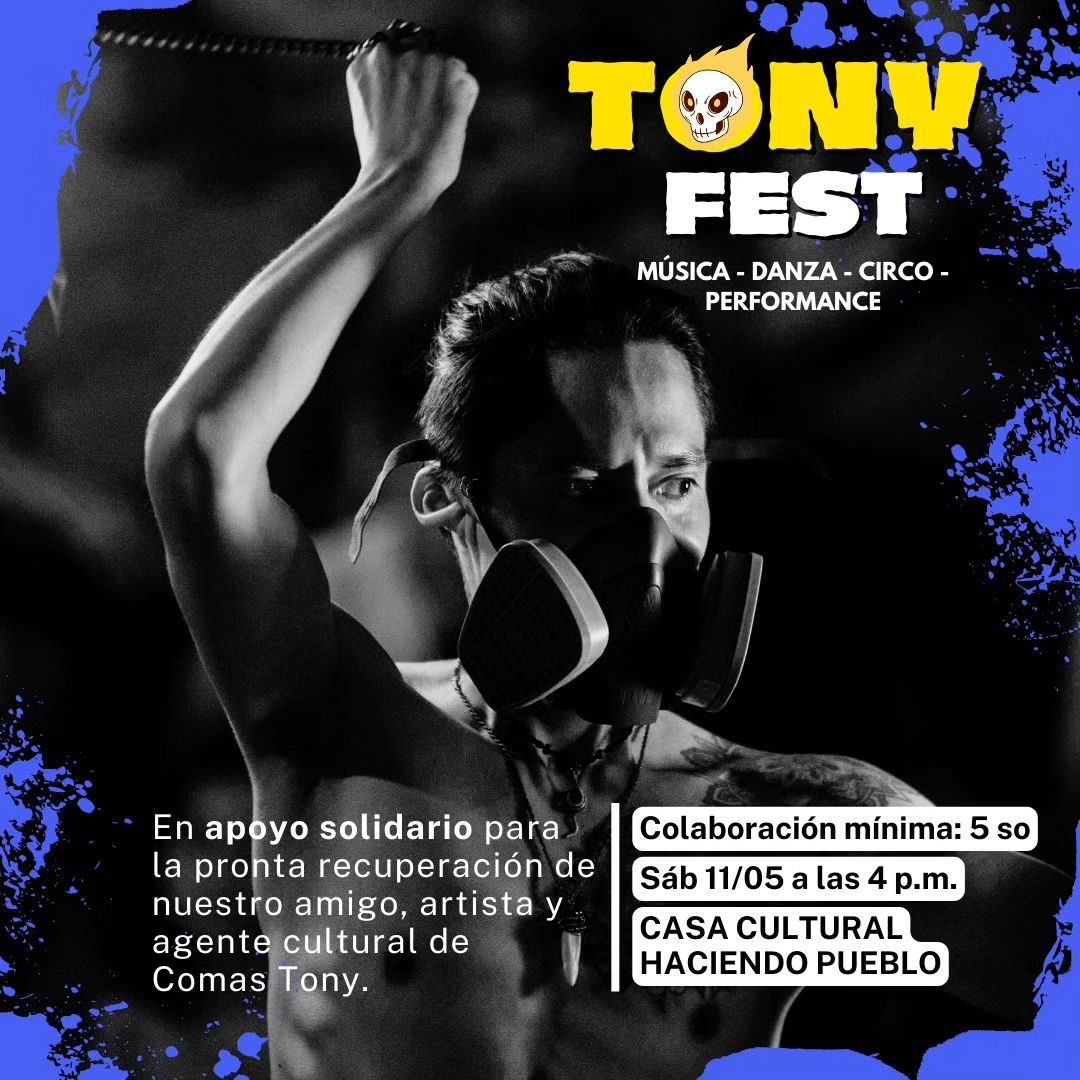 TONY
FEST
MÚSICA - DANZA - CIRCO -
PERFORMANCE
En apoyo solidario para
la pronta recuperación de
nuestro amigo, artista y
agente cultural de
Comas Tony.
Colaboración mínima: 5 so
Sáb 11/05 a las 4 p.m.
CASA CULTURAL
HACIENDO PUEBLO